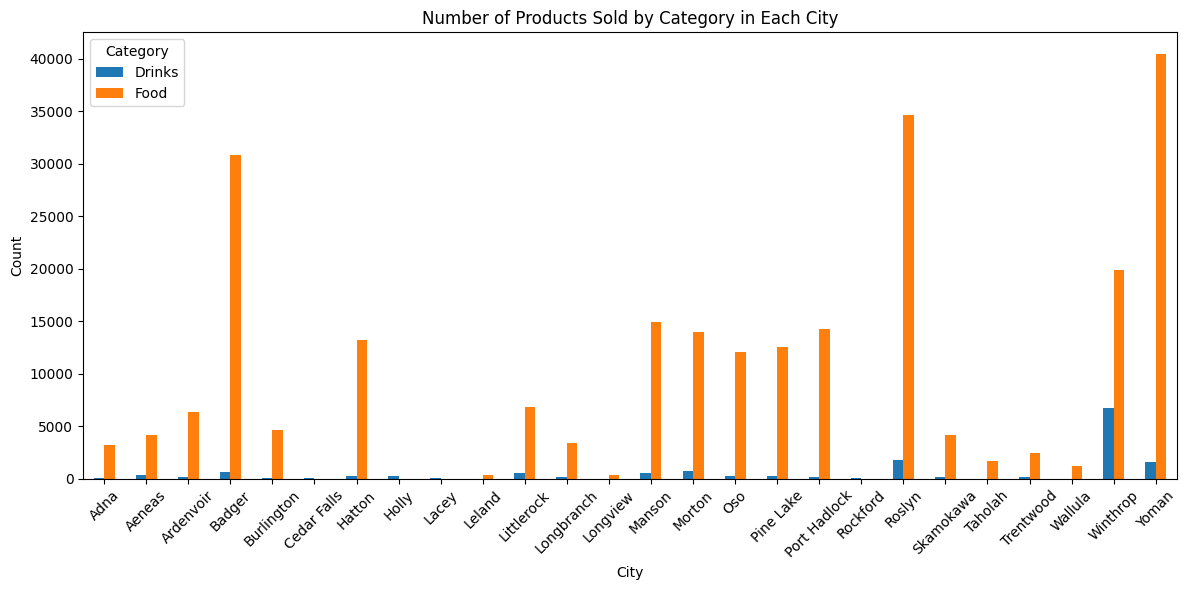 Number of Products Sold by Category in Each City
Category
Drinks
Food
Count
40000
35000
30000
25000
20000
15000
10000
5000
0
Adna
Aeneas
Ardenvoir
Badger
Burlington
Cedar Falls
Hatton
Holly
Lacey
Leland
Littlerock
Longbranch
Longview
Manson
Morton
Oso
Pine Lake
Port Hadlock
Rockford
Roslyn
Skamokawa
Taholah
Trentwood
Wallula
Winthrop
Yoman
City